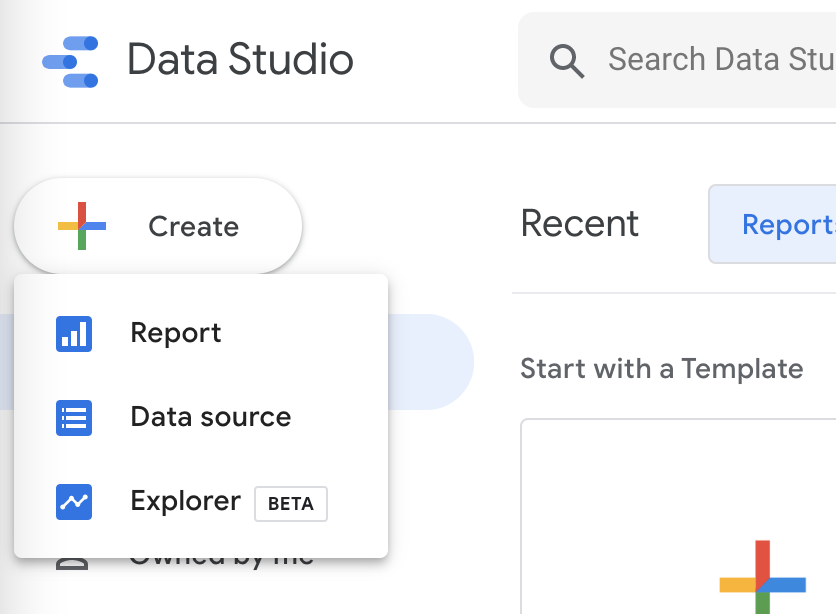 Data Studio
Search Data Stu
Create
Recent
Reports
Report
Start with a Template
Data source
Explorer BETA
Owned by me